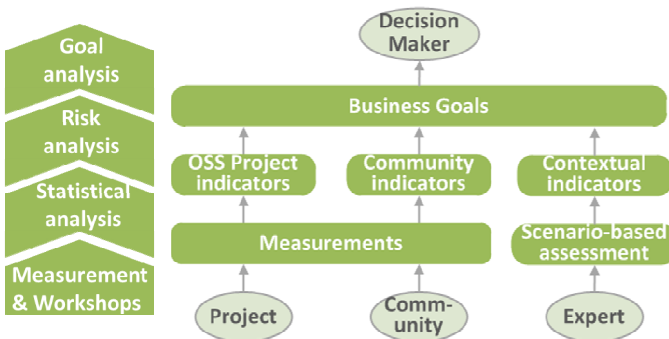 Goal
analysis
Risk
analysis
Statistical
analysis
Measurement
& Workshops
Decision
Maker
Business Goals
OSS Project
indicators
Community
indicators
Contextual
indicators
Measurements
Scenario-based
assessment
Project
Comm-
unity
Expert